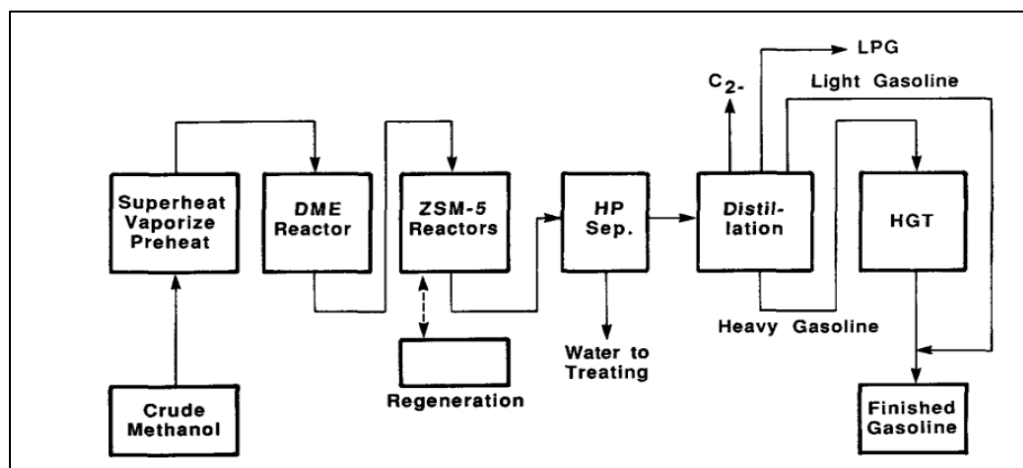 LPG
C2-
Light Gasoline
Superheat
Vaporize
Preheat
DME
Reactor
ZSM-5
Reactors
HP
Sep.
Distil-
lation
HGT
Heavy Gasoline
Water to
Treating
Regeneration
Crude
Methanol
Finished
Gasoline